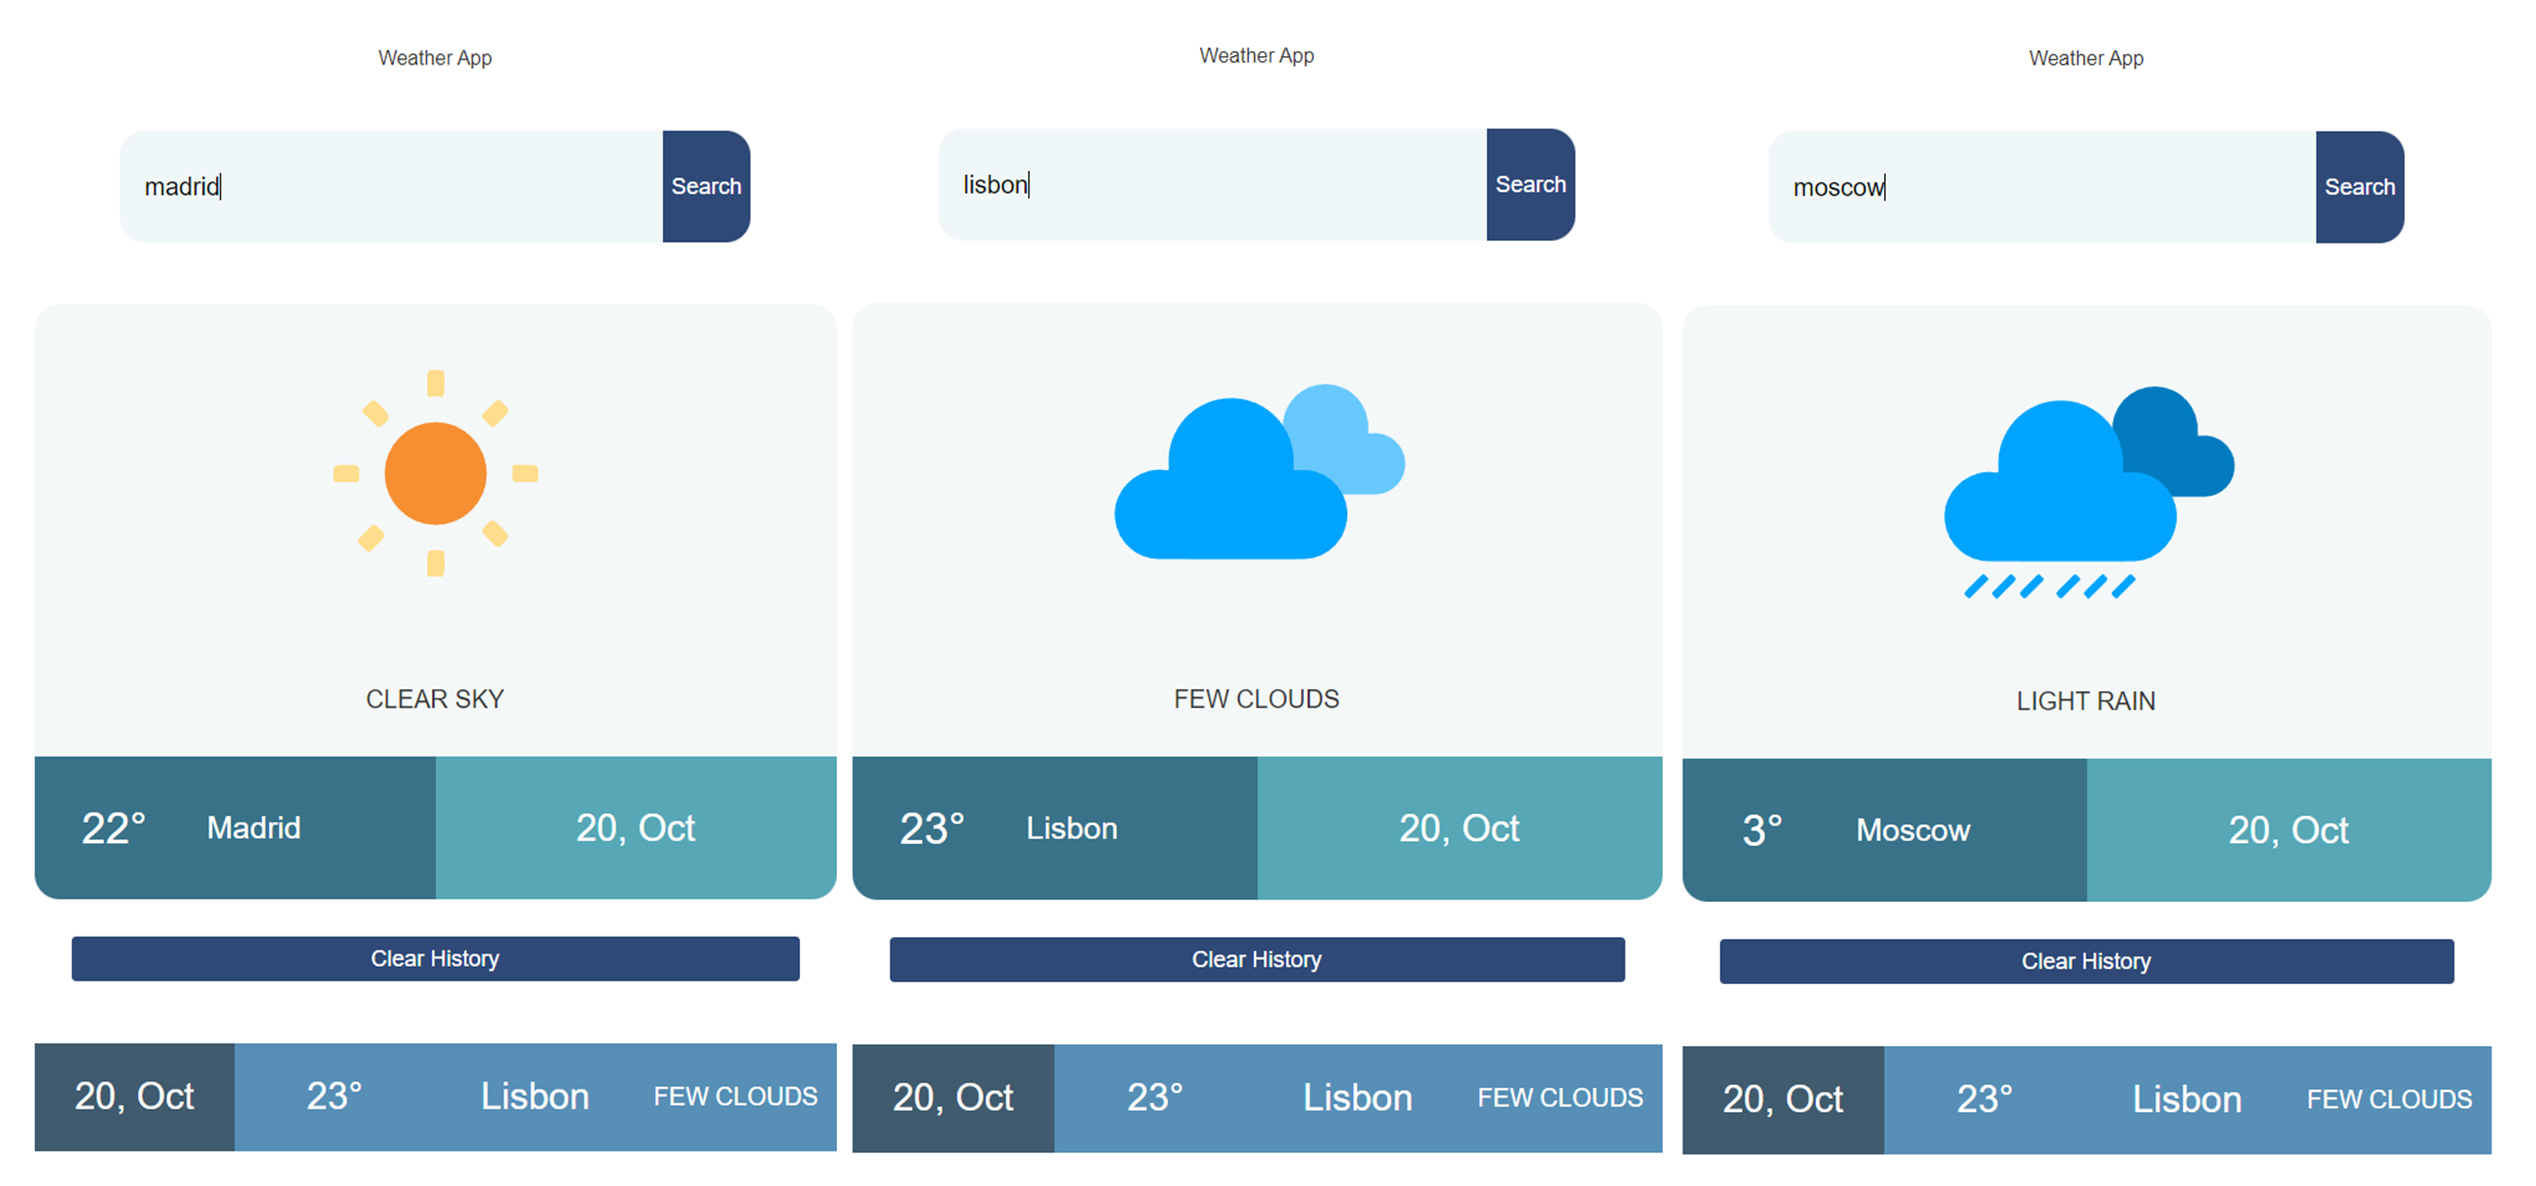 Weather App
madrid
Search
CLEAR SKY
22° Madrid 20, Oct
Clear History
20, Oct 23° Lisbon FEW CLOUDS
Weather App
lisbon
Search
FEW CLOUDS
23° Lisbon 20, Oct
Clear History
20, Oct 23° Lisbon FEW CLOUDS
Weather App
moscow
Search
LIGHT RAIN
3° Moscow 20, Oct
Clear History
20, Oct 23° Lisbon FEW CLOUDS